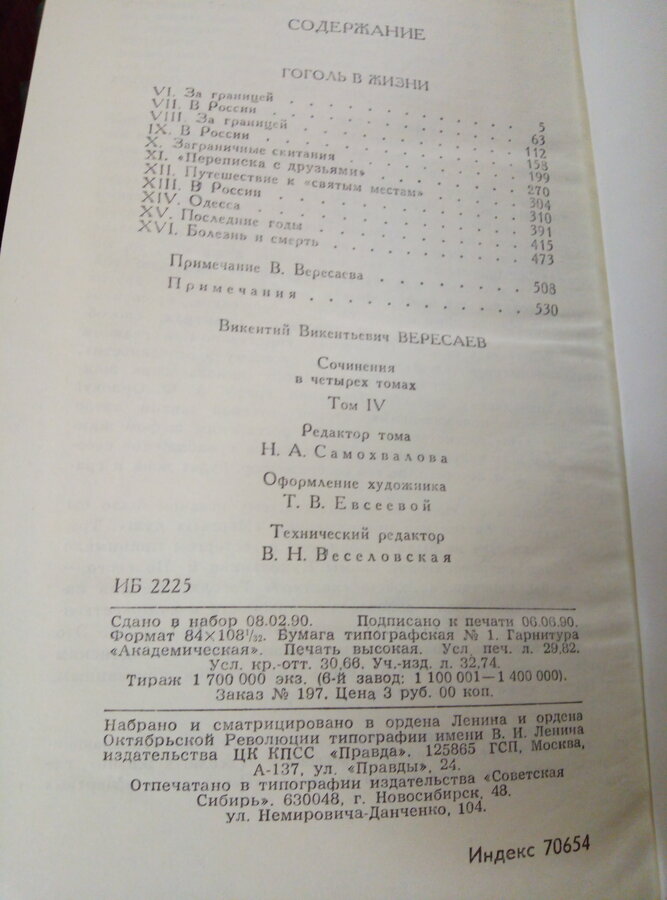 СОДЕРЖАНИЕ
ГОГОЛЬ В ЖИЗНИ
VI. За границей . . . . . . . . . . 5
VII. В России . . . . . . . . . . 63
VIII. За границей . . . . . . . . . . 112
IX. В России . . . . . . . . . . 158
X. Заграничные скитания . . . . . . . . . . 199
XI. «Переписка с друзьями» . . . . . . . . . . 270
XII. Путешествие к «святым местам» . . . . . . . . . . 304
XIII. В России . . . . . . . . . . 310
XIV. Одесса . . . . . . . . . . 391
XV. Последние годы . . . . . . . . . . 415
XVI. Болезнь и смерть . . . . . . . . . . 473
Примечание В. Вересаева . . . . . . . . 508
Примечания . . . . . . . . . . 530
Викентий Викентьевич ВЕРЕСАЕВ
Сочинения
в четырех томах
Том IV
Редактор тома
Н. А. Самохвалова
Оформление художника
Т. В. Евсеевой
Технический редактор
В. Н. Веселовская
ИБ 2225
Сдано в набор 08.02.90. Подписано к печати 06.06.90.
Формат 84×108 1/32. Бумага типографская № 1. Гарнитура
«Академическая». Печать высокая. Усл. печ. л. 29,82.
Усл. кр.-отт. 30,66. Уч.-изд. л. 32,74.
Тираж 1 700 000 экз. (6-й завод: 1 100 001—1 400 000).
Заказ № 197. Цена 3 руб. 00 коп.
Набрано и сматрицировано в ордена Ленина и ордена
Октябрьской Революции типографии имени В. И. Ленина
издательства ЦК КПСС «Правда». 125865 ГСП, Москва,
А-137, ул. «Правды», 24.
Отпечатано в типографии издательства «Советская
Сибирь». 630048, г. Новосибирск, 48.
ул. Немировича-Данченко, 104.
Индекс 70654